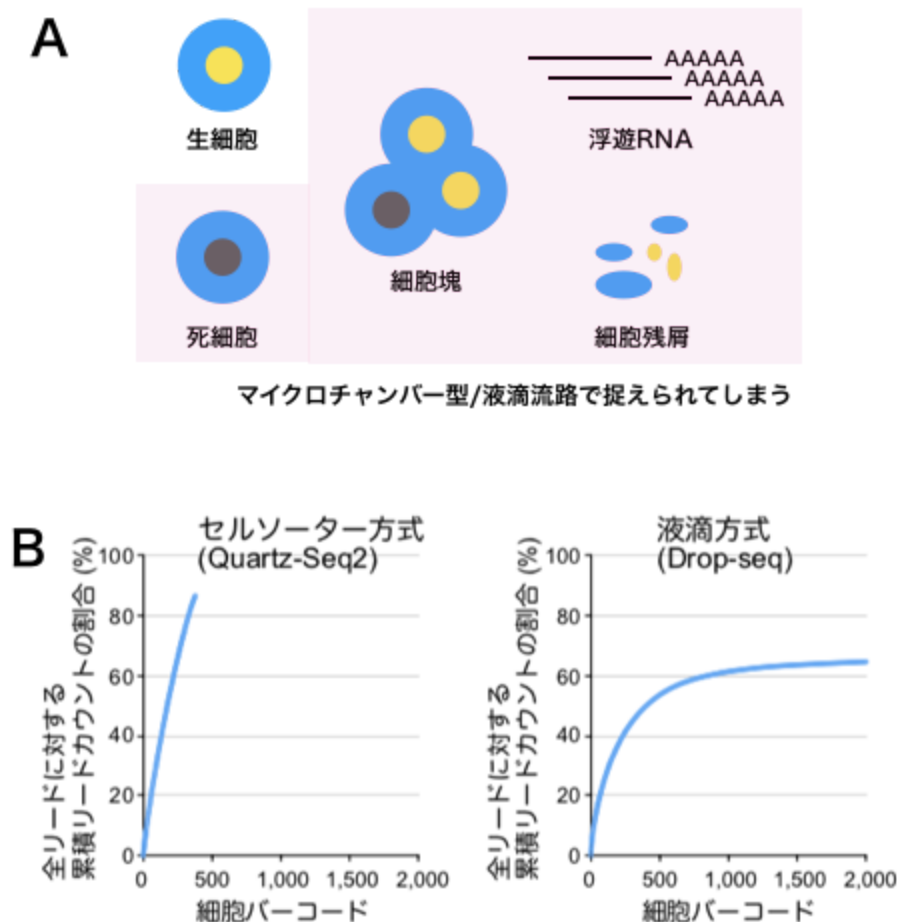 A
生細胞
AAAAA
AAAAA
AAAAA
浮遊RNA
細胞塊
死細胞
細胞残屑
マイクロチャンバー型/液滴流路で捉えられてしまう
B
セルソーター方式
(Quartz-Seq2)
全リードに対する
累積リードカウントの割合 (%)
100
80
60
40
20
0
0 500 1,000 1,500 2,000
細胞バーコード
液滴方式
(Drop-seq)
全リードに対する
累積リードカウントの割合 (%)
100
80
60
40
20
0
0 500 1,000 1,500 2,000
細胞バーコード